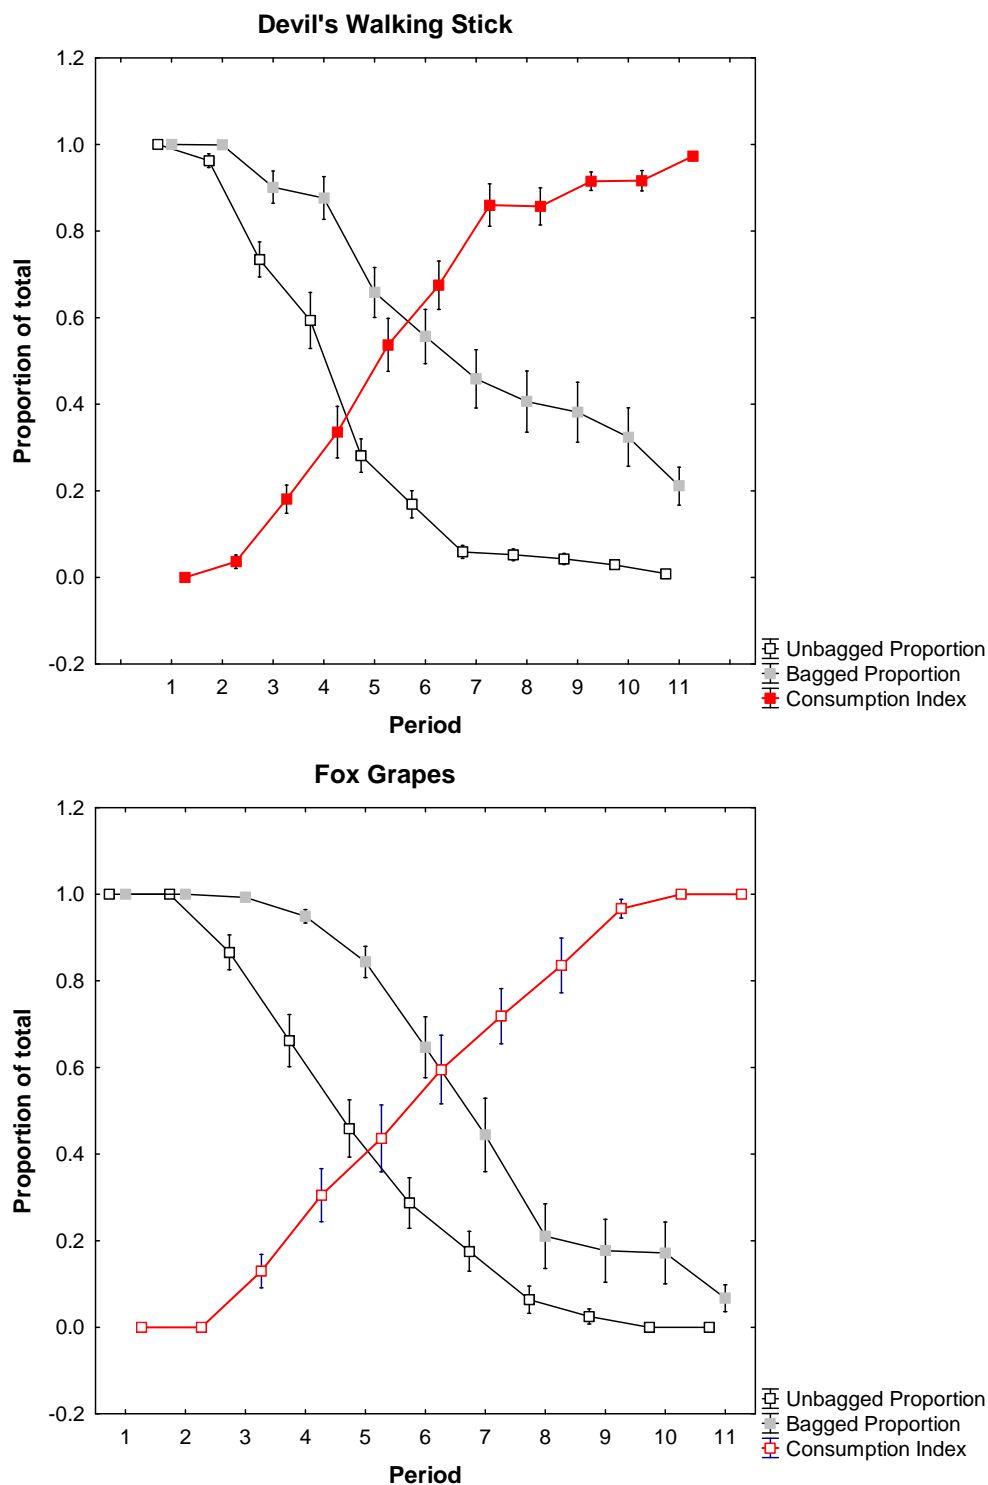 Devil's Walking Stick
1.2
1.0
0.8
0.6
0.4
0.2
0.0
-0.2
Proportion of total
1 2 3 4 5 6 7 8 9 10 11
Period
Unbagged Proportion
Bagged Proportion
Consumption Index
Fox Grapes
1.2
1.0
0.8
0.6
0.4
0.2
0.0
-0.2
Proportion of total
1 2 3 4 5 6 7 8 9 10 11
Period
Unbagged Proportion
Bagged Proportion
Consumption Index